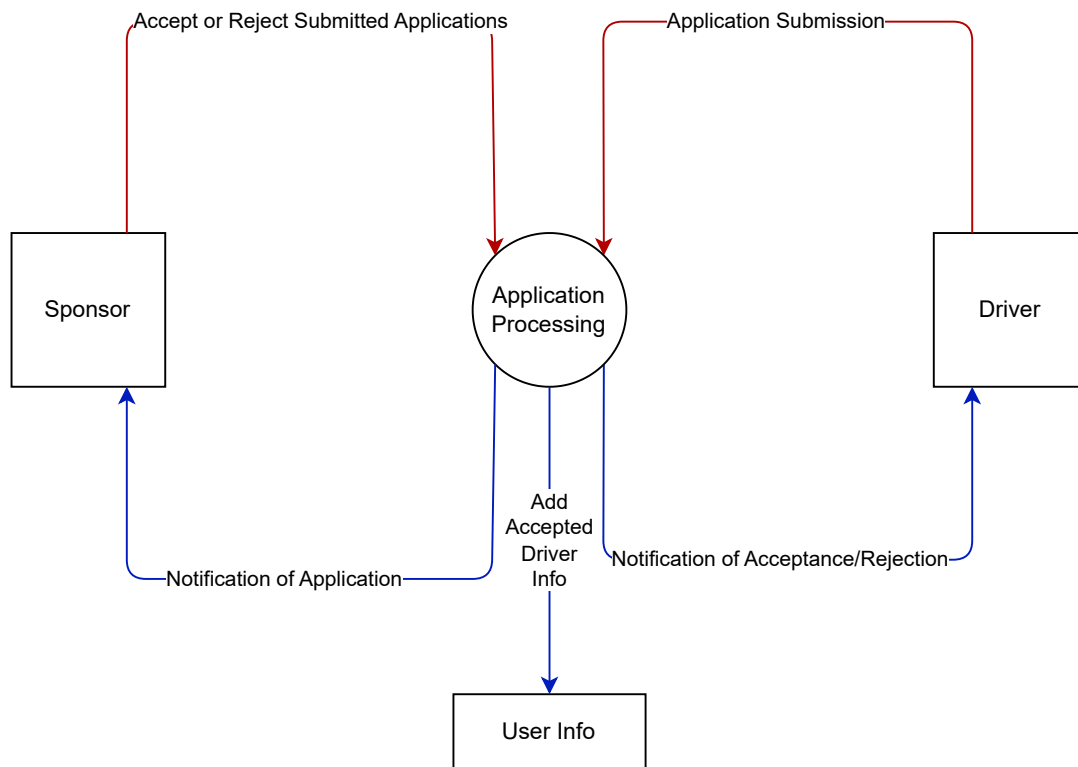 Accept or Reject Submitted Applications
Application Submission
Sponsor
Application
Processing
Driver
Add
Accepted
Driver
Info
Notification of Application
Notification of Acceptance/Rejection
User Info